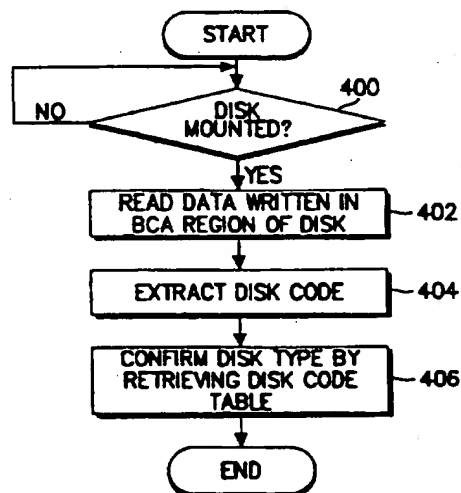 START
400
NO
DISK
MOUNTED?
YES
READ DATA WRITTEN IN
BCA REGION OF DISK
402
EXTRACT DISK CODE
404
CONFIRM DISK TYPE BY
RETRIEVING DISK CODE
TABLE
406
END